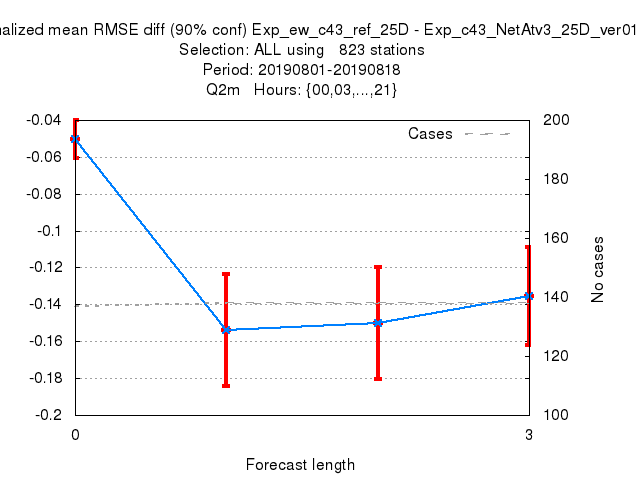 nalized mean RMSE diff (90% conf) Exp_ew_c43_ref_25D - Exp_c43_NetAtv3_25D_ver01
Selection: ALL using 823 stations
Period: 20190801-20190818
Q2m Hours: {00,03,...,21}
Cases
-0.04
-0.06
-0.08
-0.1
-0.12
-0.14
-0.16
-0.18
-0.2
200
180
160
140
120
100
No cases
0
3
Forecast length